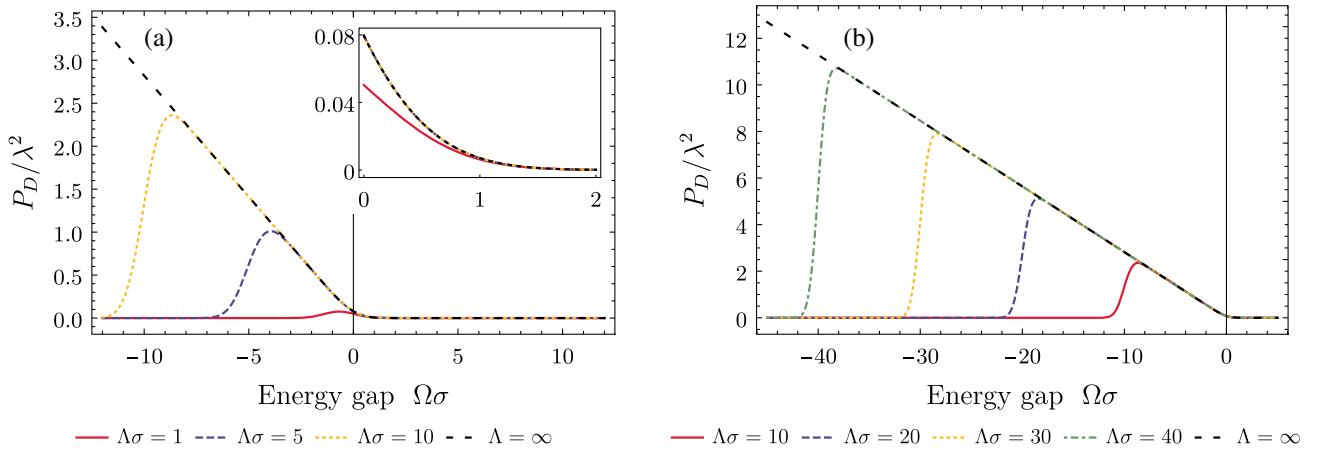 (a)
3.5
3.0
2.5
2.0
1.5
1.0
0.5
0.0
P_D/λ²
0.08
0.04
0
0
1
2
−10
−5
0
5
10
Energy gap Ωσ
Λσ = 1
Λσ = 5
Λσ = 10
Λ = ∞
(b)
12
10
8
6
4
2
0
P_D/λ²
−40
−30
−20
−10
0
Energy gap Ωσ
Λσ = 10
Λσ = 20
Λσ = 30
Λσ = 40
Λ = ∞